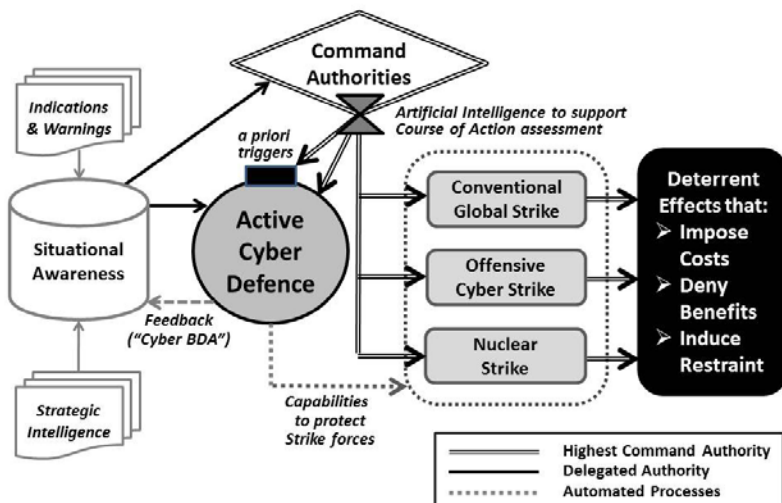 Command
Authorities
Indications
& Warnings
a priori
triggers
Artificial Intelligence to support
Course of Action assessment
Situational
Awareness
Active
Cyber
Defence
Conventional
Global Strike
Offensive
Cyber Strike
Nuclear
Strike
Deterrent
Effects that:
➢ Impose
Costs
➢ Deny
Benefits
➢ Induce
Restraint
Feedback
("Cyber BDA")
Strategic
Intelligence
Capabilities
to protect
Strike forces
Highest Command Authority
Delegated Authority
Automated Processes